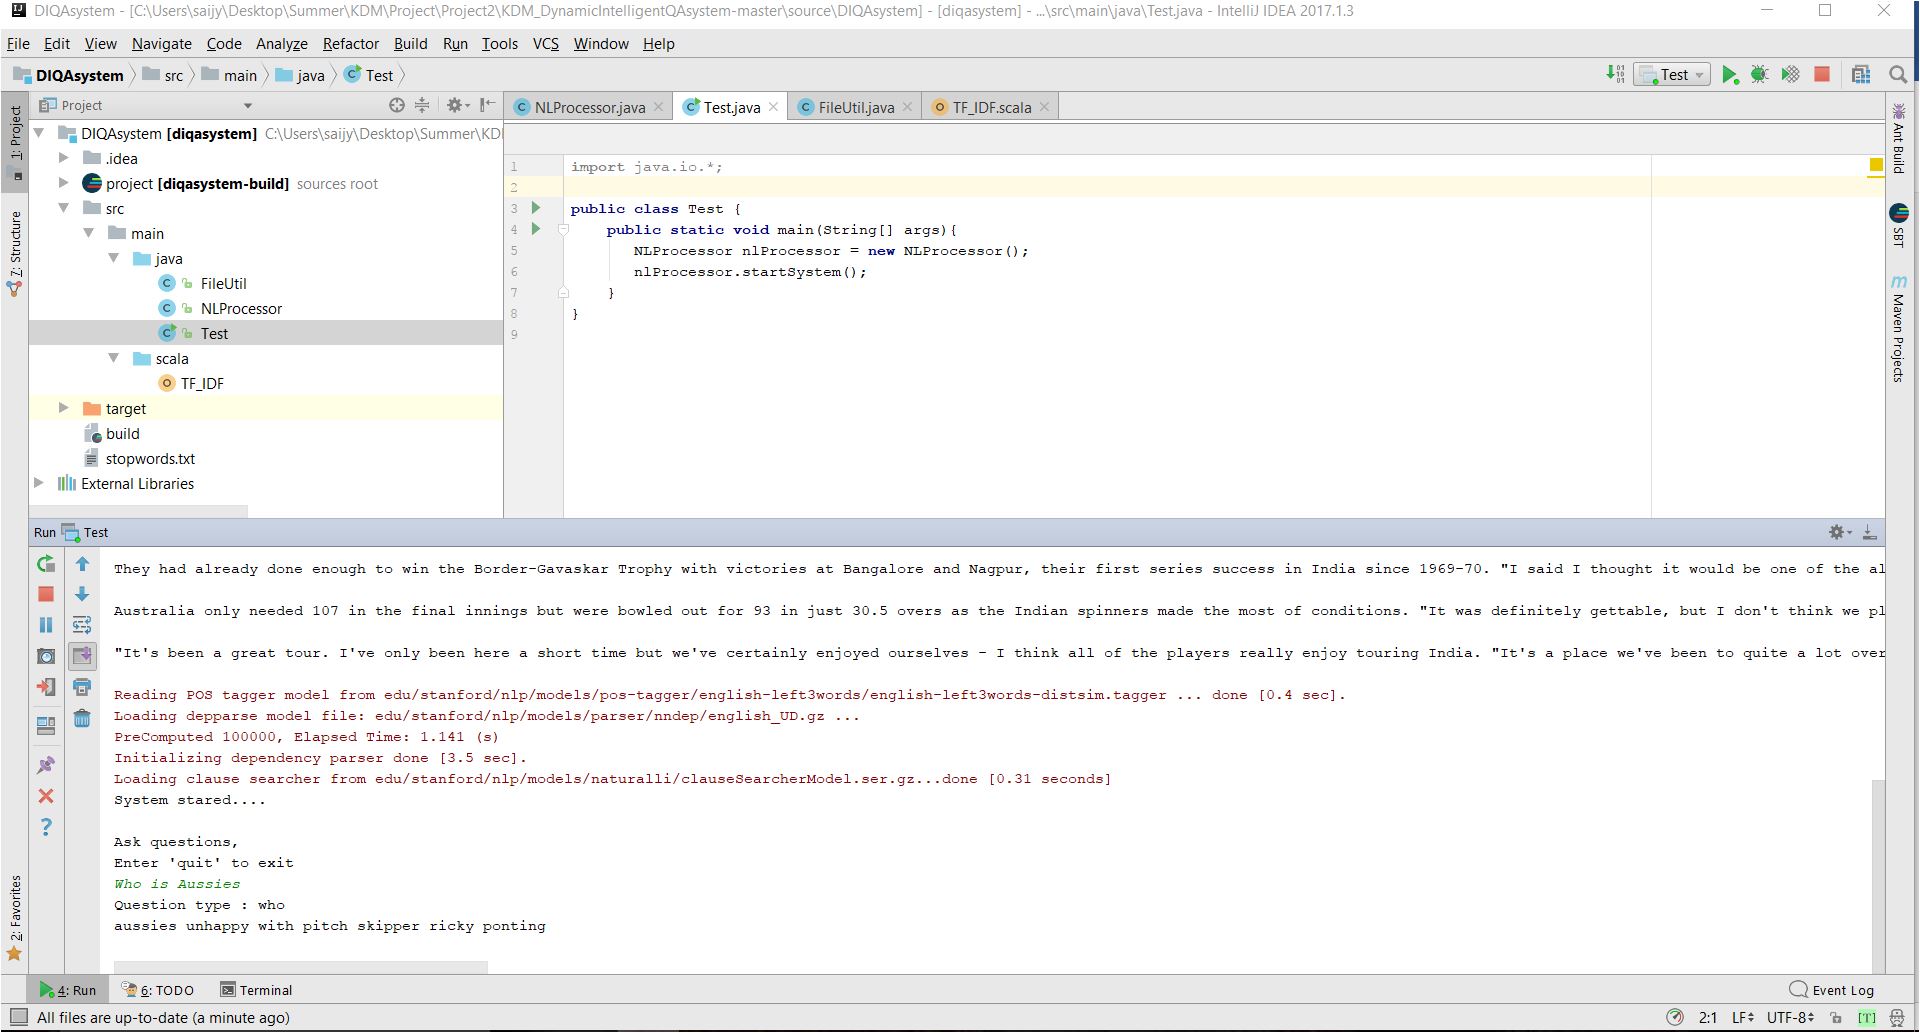 DIQAsystem - [C:\Users\saijy\Desktop\Summer\KDM\Project\Project2\KDM_DynamicIntelligentQAsystem-master\source\DIQAsystem] - [diqasystem] - ...\src\main\java\Test.java - IntelliJ IDEA 2017.1.3
File Edit View Navigate Code Analyze Refactor Build Run Tools VCS Window Help
DIQAsystem src main java Test
Test
Project
NLProcessor.java Test.java FileUtil.java TF_IDF.scala
1: Project
7: Structure
2: Favorites
DIQAsystem [diqasystem] C:\Users\saijy\Desktop\Summer\KD
.idea
project [diqasystem-build] sources root
src
main
java
FileUtil
NLProcessor
Test
scala
TF_IDF
target
build
stopwords.txt
External Libraries
1 import java.io.*;
2
3 public class Test {
4 public static void main(String[] args){
5 NLProcessor nlProcessor = new NLProcessor();
6 nlProcessor.startSystem();
7 }
8 }
9
Ant Build
SBT
Maven Projects
Run Test
They had already done enough to win the Border-Gavaskar Trophy with victories at Bangalore and Nagpur, their first series success in India since 1969-70. "I said I thought it would be one of the al
Australia only needed 107 in the final innings but were bowled out for 93 in just 30.5 overs as the Indian spinners made the most of conditions. "It was definitely gettable, but I don't think we pl
"It's been a great tour. I've only been here a short time but we've certainly enjoyed ourselves - I think all of the players really enjoy touring India. "It's a place we've been to quite a lot over
Reading POS tagger model from edu/stanford/nlp/models/pos-tagger/english-left3words/english-left3words-distsim.tagger ... done [0.4 sec].
Loading depparse model file: edu/stanford/nlp/models/parser/nndep/english_UD.gz ...
PreComputed 100000, Elapsed Time: 1.141 (s)
Initializing dependency parser done [3.5 sec].
Loading clause searcher from edu/stanford/nlp/models/naturalli/clauseSearcherModel.ser.gz...done [0.31 seconds]
System stared....
Ask questions,
Enter 'quit' to exit
Who is Aussies
Question type : who
aussies unhappy with pitch skipper ricky ponting
4: Run 6: TODO Terminal Event Log
All files are up-to-date (a minute ago) 2:1 LF UTF-8 [T]